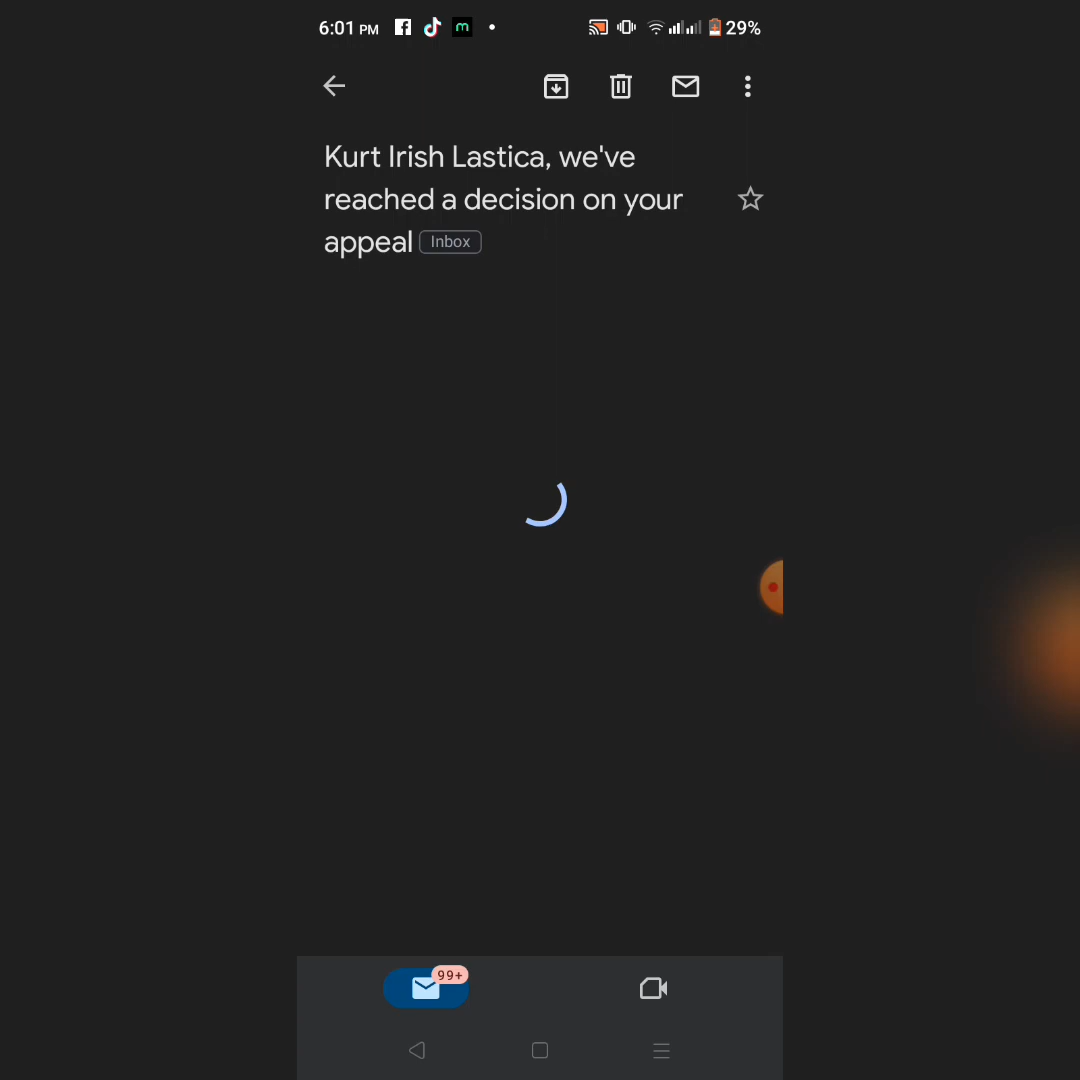 6:01 PM
29%
Kurt Irish Lastica, we've
reached a decision on your
appeal Inbox
99+